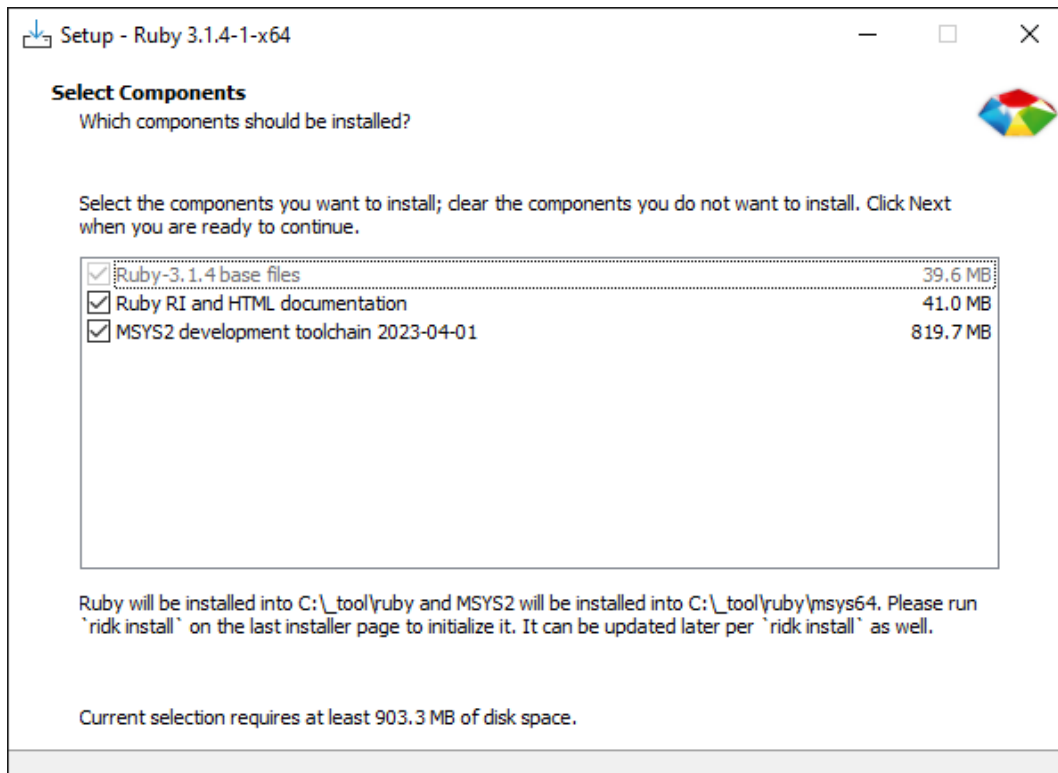 Setup - Ruby 3.1.4-1-x64
Select Components
Which components should be installed?
Select the components you want to install; clear the components you do not want to install. Click Next
when you are ready to continue.
Ruby-3.1.4 base files 39.6 MB
Ruby RI and HTML documentation 41.0 MB
MSYS2 development toolchain 2023-04-01 819.7 MB
Ruby will be installed into C:\_tool\ruby and MSYS2 will be installed into C:\_tool\ruby\msys64. Please run
`ridk install` on the last installer page to initialize it. It can be updated later per `ridk install` as well.
Current selection requires at least 903.3 MB of disk space.